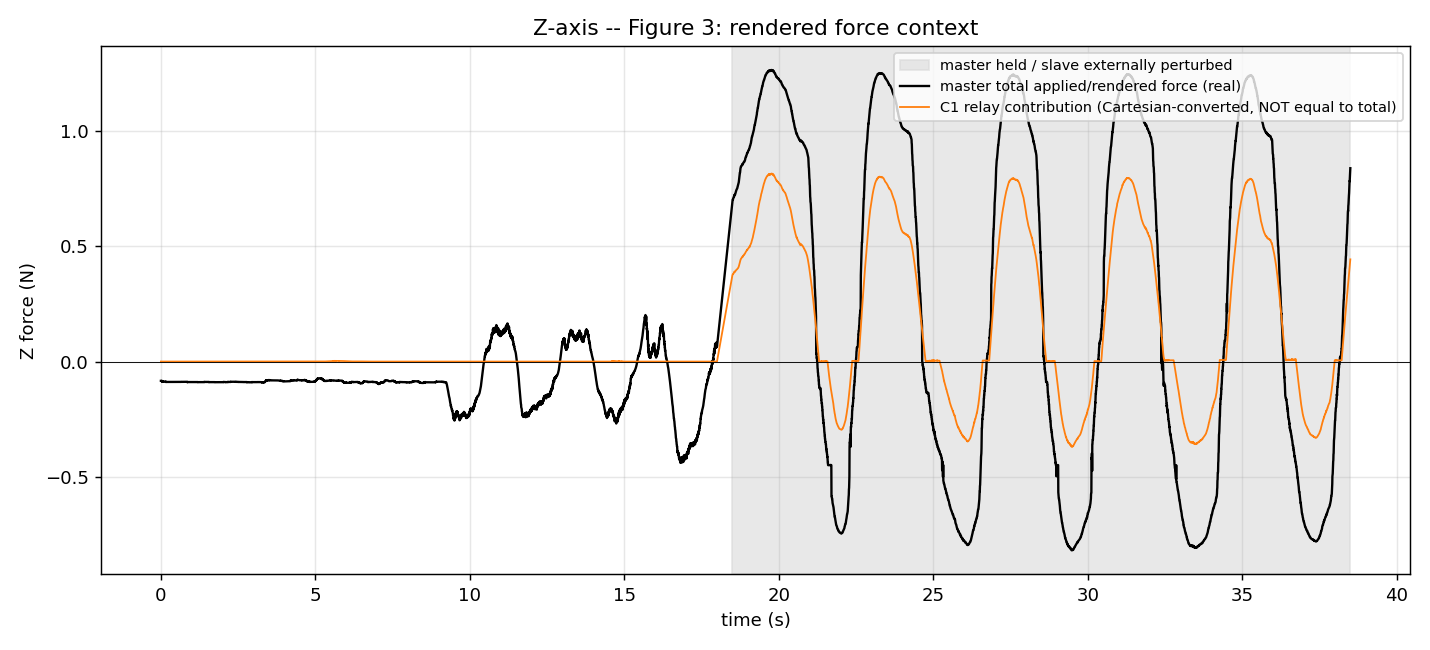 Z-axis -- Figure 3: rendered force context
master held / slave externally perturbed
master total applied/rendered force (real)
C1 relay contribution (Cartesian-converted, NOT equal to total)
Z force (N)
1.0
0.5
0.0
−0.5
0 5 10 15 20 25 30 35 40
time (s)